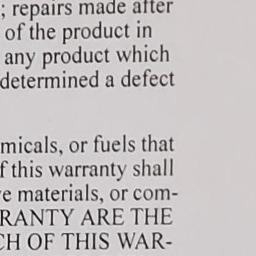 ; repairs made after
of the product in
any product which
determined a defect
micals, or fuels that
f this warranty shall
e materials, or com-
RANTY ARE THE
CH OF THIS WAR-